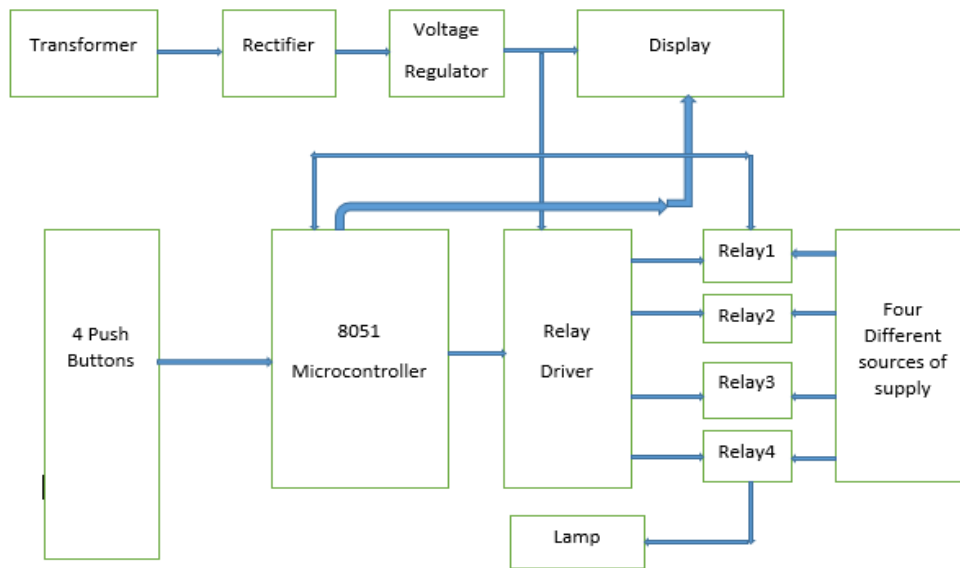 Transformer
Rectifier
Voltage
Regulator
Display
4 Push
Buttons
8051
Microcontroller
Relay
Driver
Relay1
Relay2
Relay3
Relay4
Four
Different
sources of
supply
Lamp